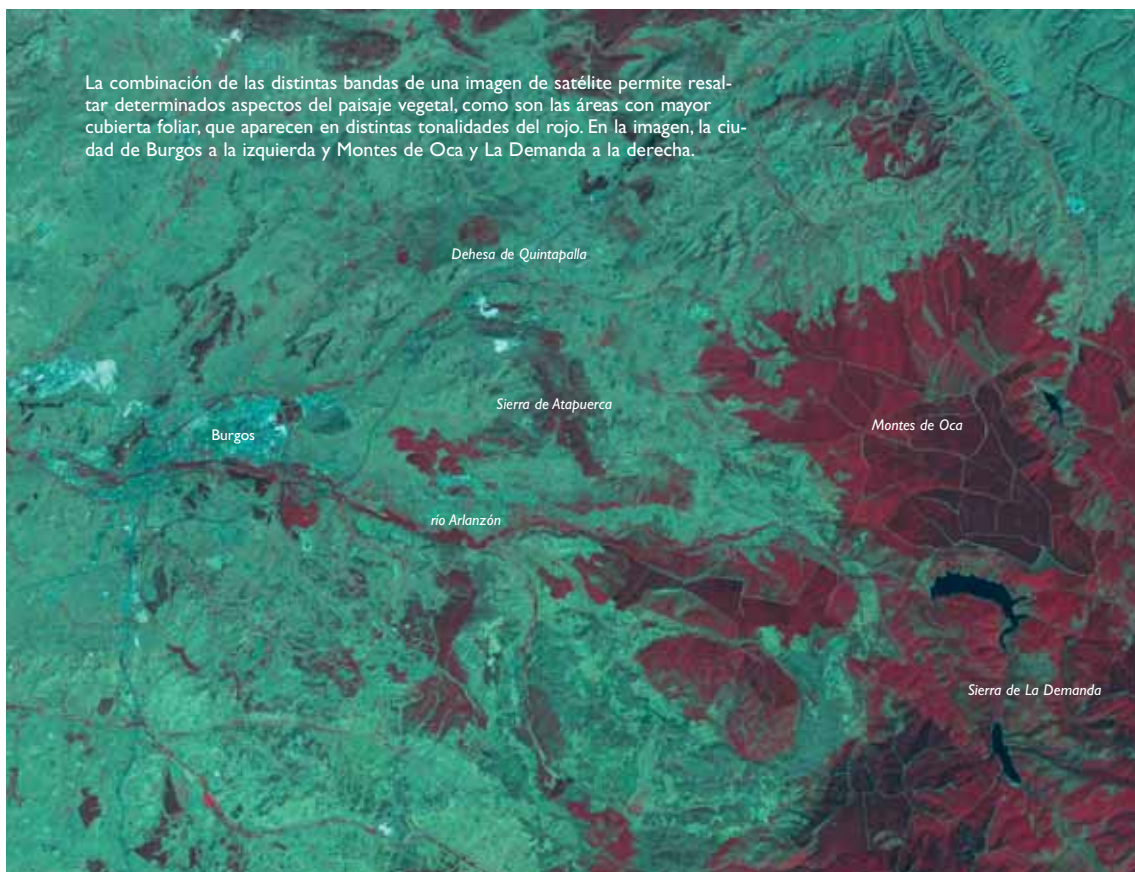 La combinación de las distintas bandas de una imagen de satélite permite resal-
tar determinados aspectos del paisaje vegetal, como son las áreas con mayor
cubierta foliar, que aparecen en distintas tonalidades del rojo. En la imagen, la ciu-
dad de Burgos a la izquierda y Montes de Oca y La Demanda a la derecha.
Dehesa de Quintapalla
Sierra de Atapuerca
Montes de Oca
Burgos
río Arlanzón
Sierra de La Demanda